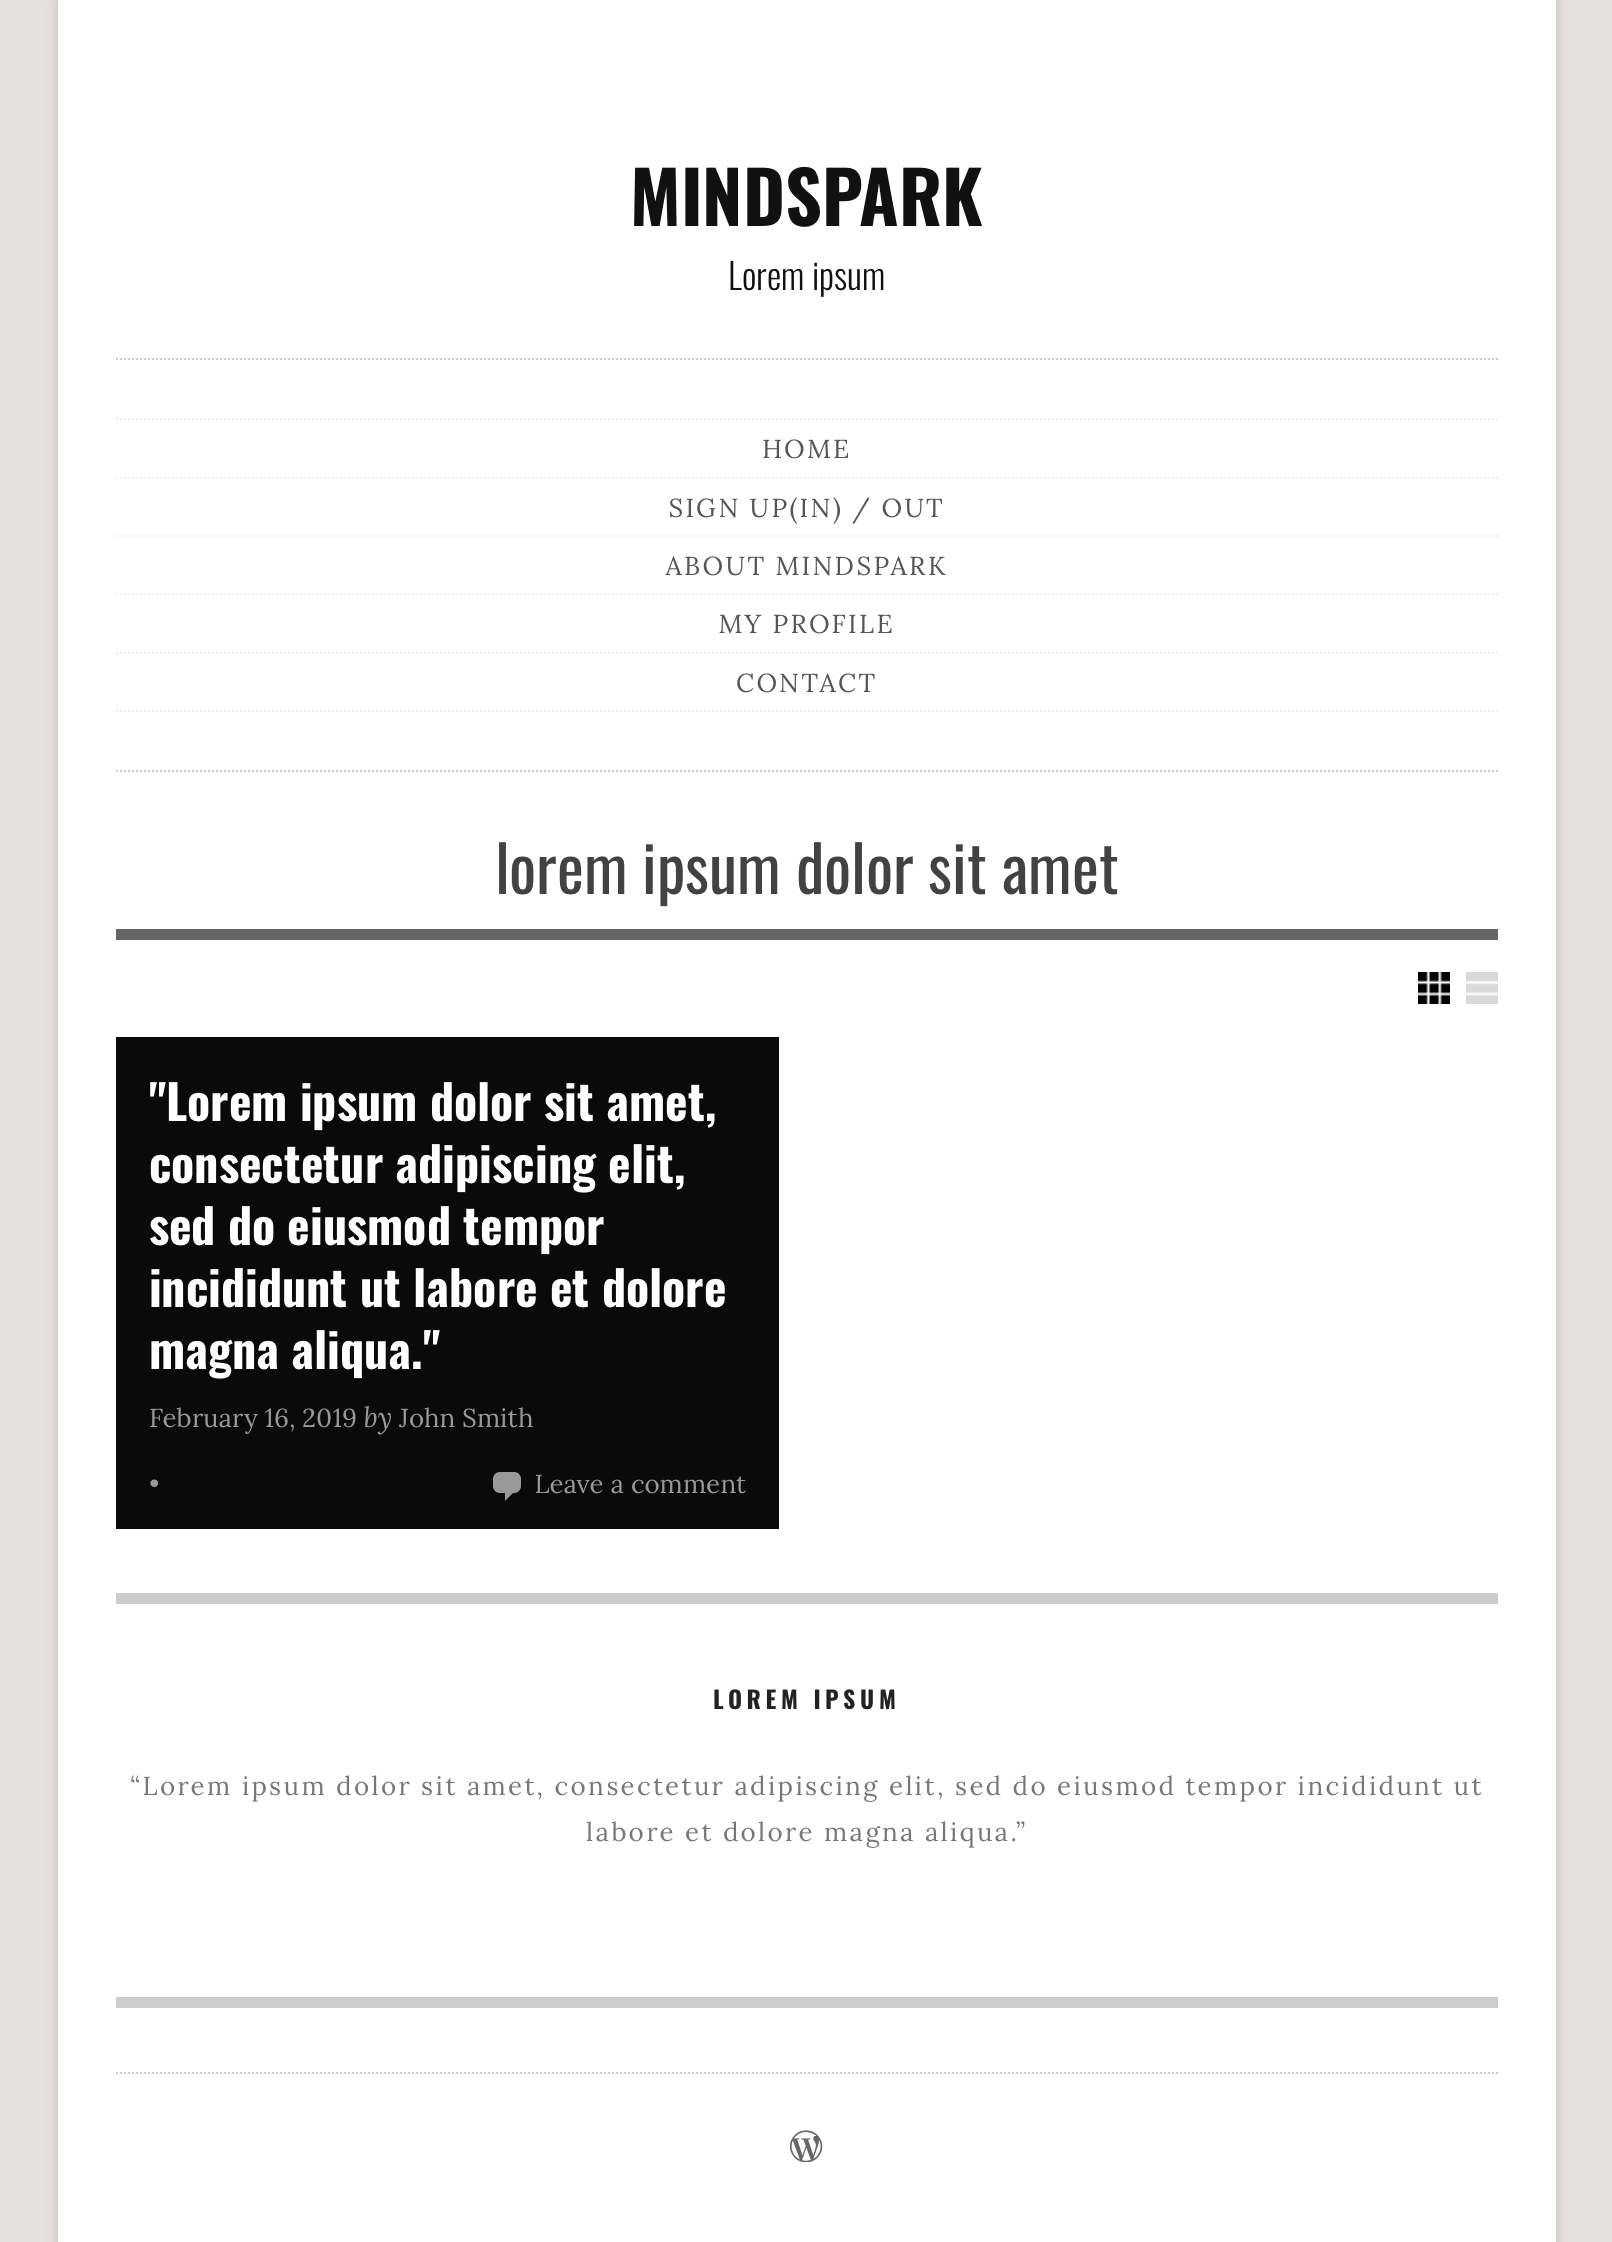 MINDSPARK
Lorem ipsum
HOME
SIGN UP(IN) / OUT
ABOUT MINDSPARK
MY PROFILE
CONTACT
lorem ipsum dolor sit amet
"Lorem ipsum dolor sit amet,
consectetur adipiscing elit,
sed do eiusmod tempor
incididunt ut labore et dolore
magna aliqua."
February 16, 2019 by John Smith
• Leave a comment
LOREM IPSUM
“Lorem ipsum dolor sit amet, consectetur adipiscing elit, sed do eiusmod tempor incididunt ut
labore et dolore magna aliqua.”